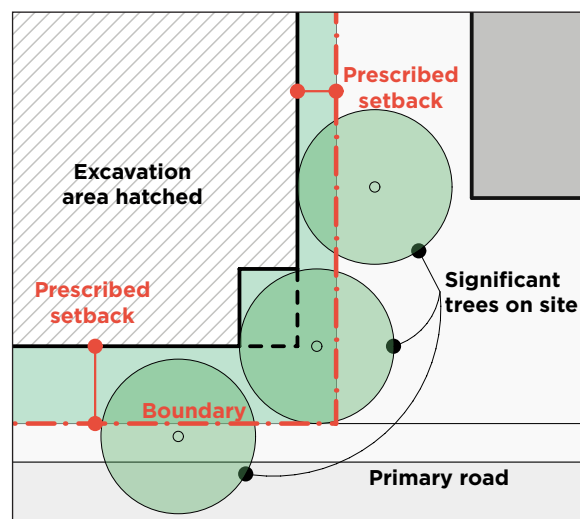 Prescribed
setback
Excavation
area hatched
Prescribed
setback
Significant
trees on site
Boundary
Primary road